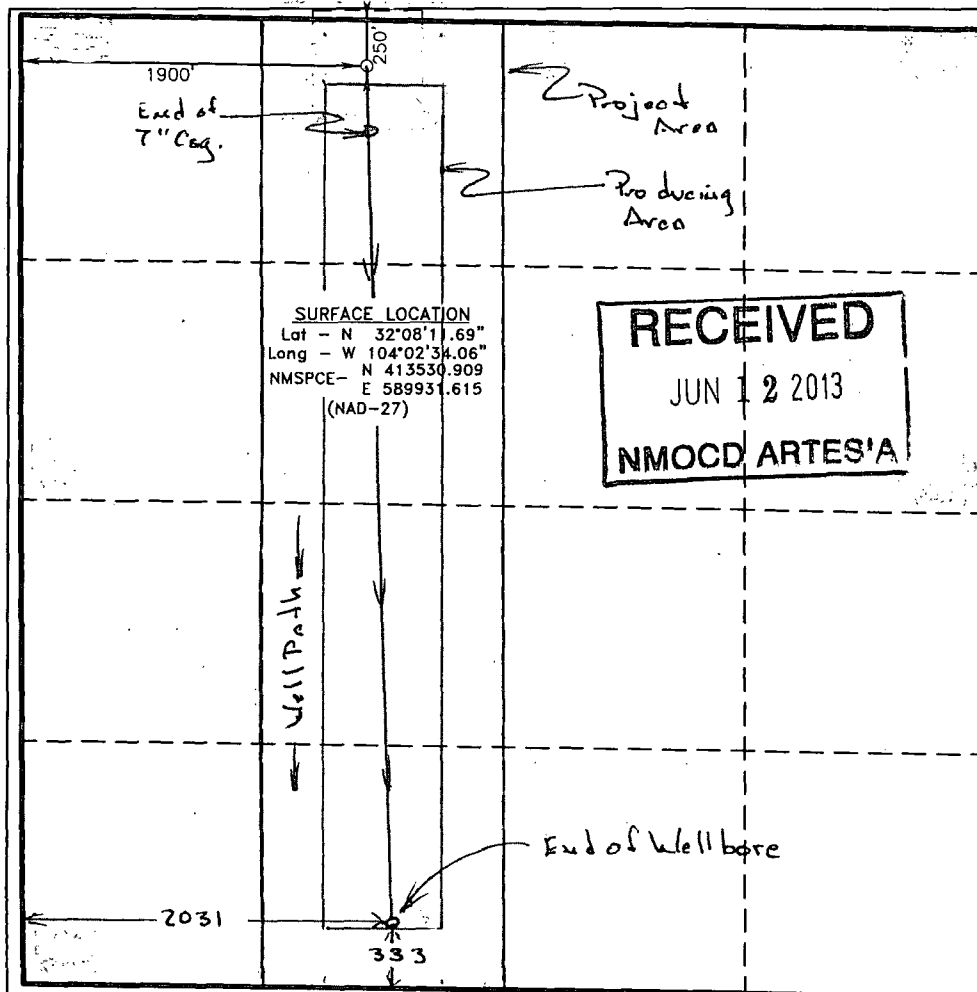 250'
1900'
End of
7" Csg.
Project
Area
Producing
Area
SURFACE LOCATION
Lat - N 32°08'11.69"
Long - W 104°02'34.06"
NMSPCE- N 413530.909
E 589931.615
(NAD-27)
RECEIVED
JUN 12 2013
NMOCD ARTES'A
Well Path
End of Wellbore
2031
333